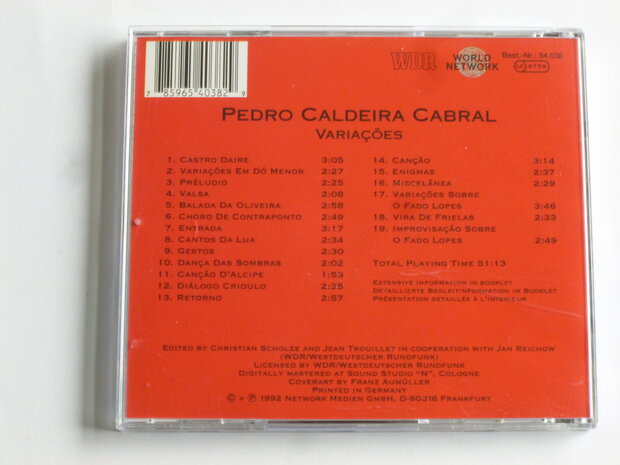 WDR
WORLD
NETWORK
Best.-Nr.: 54.038
LC 6759
7 85965 40382 9
PEDRO CALDEIRA CABRAL
VARIAÇÕES
1. CASTRO DAIRE 3:05
2. VARIAÇÕES EM DÓ MENOR 2:27
3. PRÉLUDIO 2:25
4. VALSA 2:08
5. BALADA DA OLIVEIRA 2:58
6. CHORO DE CONTRAPONTO 2:49
7. ENTRADA 3:17
8. CANTOS DA LUA 2:34
9. GESTOS 2:30
10. DANÇA DAS SOMBRAS 2:02
11. CANÇÃO D'ALCIPE 1:53
12. DIÁLOGO CRIOULO 2:35
13. RETORNO 2:57
14. CANÇÃO 3:14
15. ENIGMAS 2:37
16. MISCELÂNEA 2:29
17. VARIAÇÕES SOBRE
O FADO LOPES 3:46
18. VIRA DE FRIELAS 2:33
19. IMPROVISAÇÃO SOBRE
O FADO LOPES 2:49
TOTAL PLAYING TIME 51:13
EXTENSIVE INFORMATION IN BOOKLET
DETAILLIERTE BEGLEITINFORMATION IM BOOKLET
PRÉSENTATION DETAILLÉE À L'INTERIEUR
EDITED BY CHRISTIAN SCHOLZE AND JEAN TROUILLET IN COOPERATION WITH JAN REICHOW
(WDR/WESTDEUTSCHER RUNDFUNK)
LICENSED BY WDR/WESTDEUTSCHER RUNDFUNK
DIGITALLY MASTERED AT SOUND STUDIO "N", COLOGNE
COVERART BY FRANZ AUMÜLLER
PRINTED IN GERMANY
© + ℗ 1992 NETWORK MEDIEN GMBH, D-60316 FRANKFURT